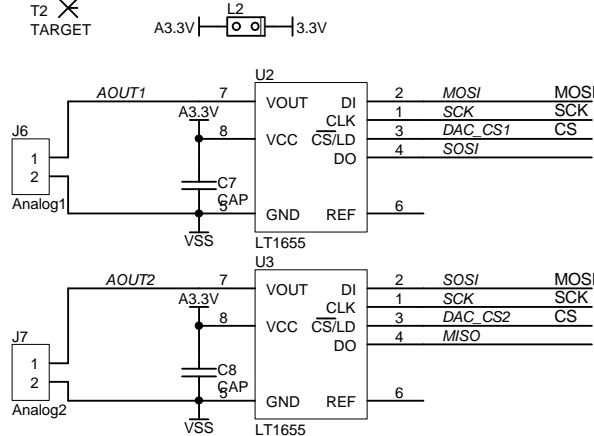 T2
TARGET
L2
A3.3V 3.3V
U2
AOUT1 7 VOUT DI 2 MOSI MOSI
A3.3V CLK 1 SCK SCK
J6 8 VCC CS/LD 3 DAC_CS1 CS
1 DO 4 SOSI
2 C7
Analog1 CAP
5 GND REF 6
VSS LT1655
U3
AOUT2 7 VOUT DI 2 SOSI MOSI
A3.3V CLK 1 SCK SCK
J7 8 VCC CS/LD 3 DAC_CS2 CS
1 DO 4 MISO
2 C8
Analog2 CAP
5 GND REF 6
VSS LT1655